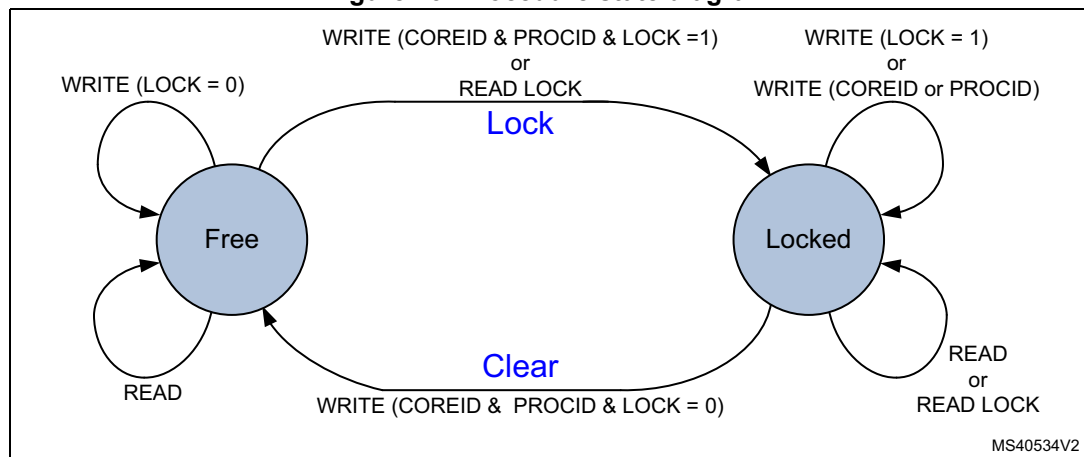 WRITE (COREID & PROCID & LOCK =1)
or
READ LOCK
Lock
WRITE (LOCK = 1)
or
WRITE (COREID or PROCID)
WRITE (LOCK = 0)
Free
Locked
READ
Clear
WRITE (COREID & PROCID & LOCK = 0)
READ
or
READ LOCK
MS40534V2